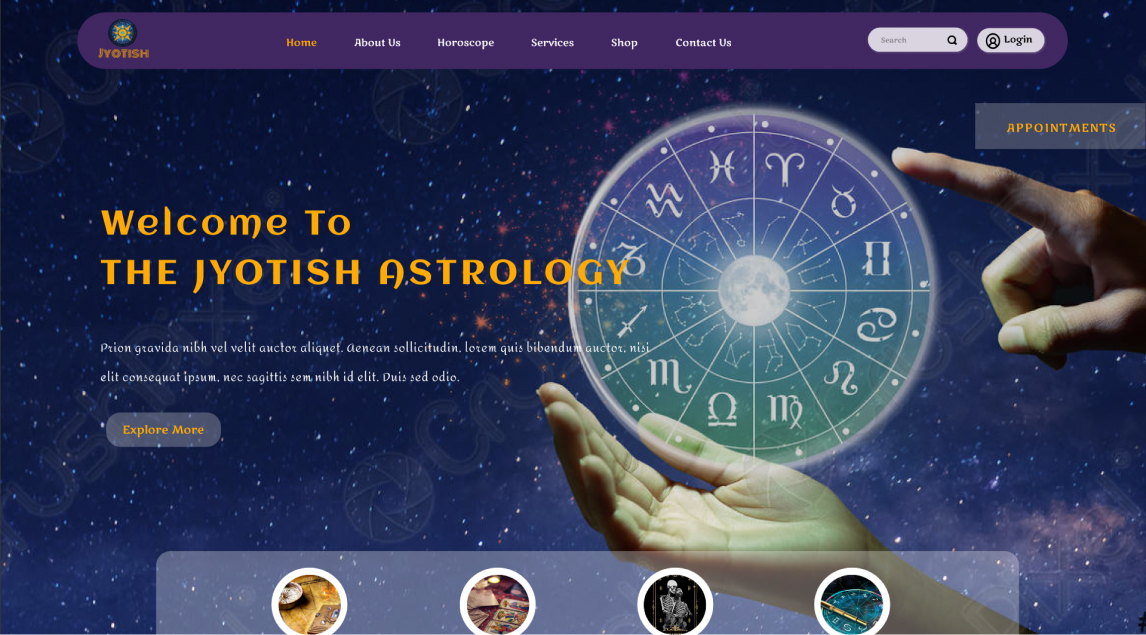 JYOTISH
Home
About Us
Horoscope
Services
Shop
Contact Us
Search
Login
APPOINTMENTS
Welcome To
THE JYOTISH ASTROLOGY
Prion gravida nibh vel velit auctor aliquet. Aenean sollicitudin, lorem quis bibendum auctor, nisi
elit consequat ipsum, nec sagittis sem nibh id elit. Duis sed odio.
Explore More